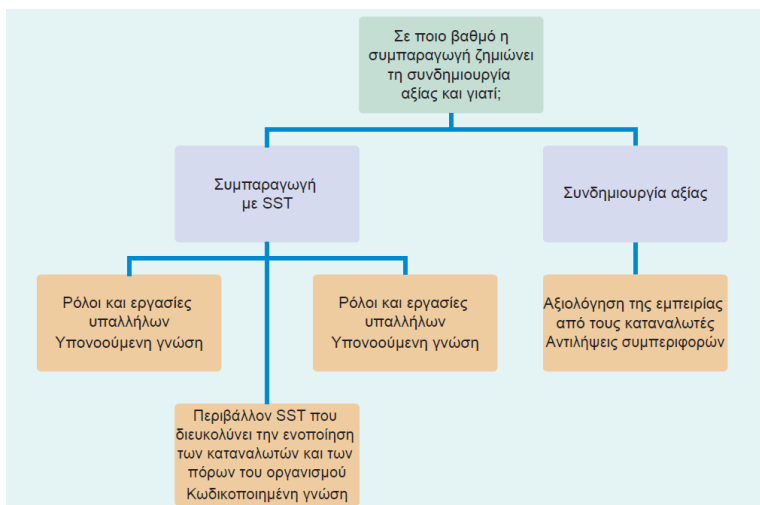 Σε ποιο βαθμό η
συμπαραγωγή ζημιώνει
τη συνδημιουργία
αξίας και γιατί;
Συμπαραγωγή
με SST
Συνδημιουργία αξίας
Ρόλοι και εργασίες
υπαλλήλων
Υπονοούμενη γνώση
Ρόλοι και εργασίες
υπαλλήλων
Υπονοούμενη γνώση
Αξιολόγηση της εμπειρίας
από τους καταναλωτές
Αντιλήψεις συμπεριφορών
Περιβάλλον SST που
διευκολύνει την ενοποίηση
των καταναλωτών και των
πόρων του οργανισμού
Κωδικοποιημένη γνώση